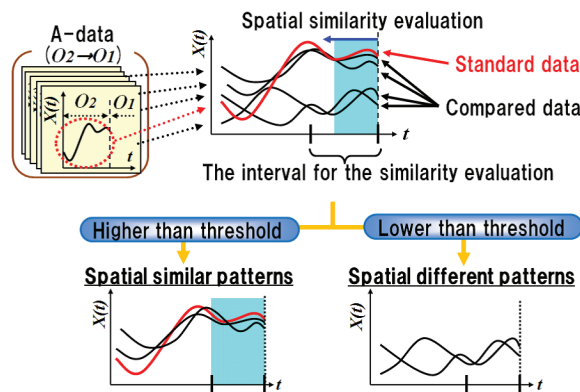 A-data
(O2→O1)
X(t)
O2
O1
t
Spatial similarity evaluation
X(t)
Standard data
Compared data
t
The interval for the similarity evaluation
Higher than threshold
Lower than threshold
Spatial similar patterns
Spatial different patterns
X(t)
t
X(t)
t